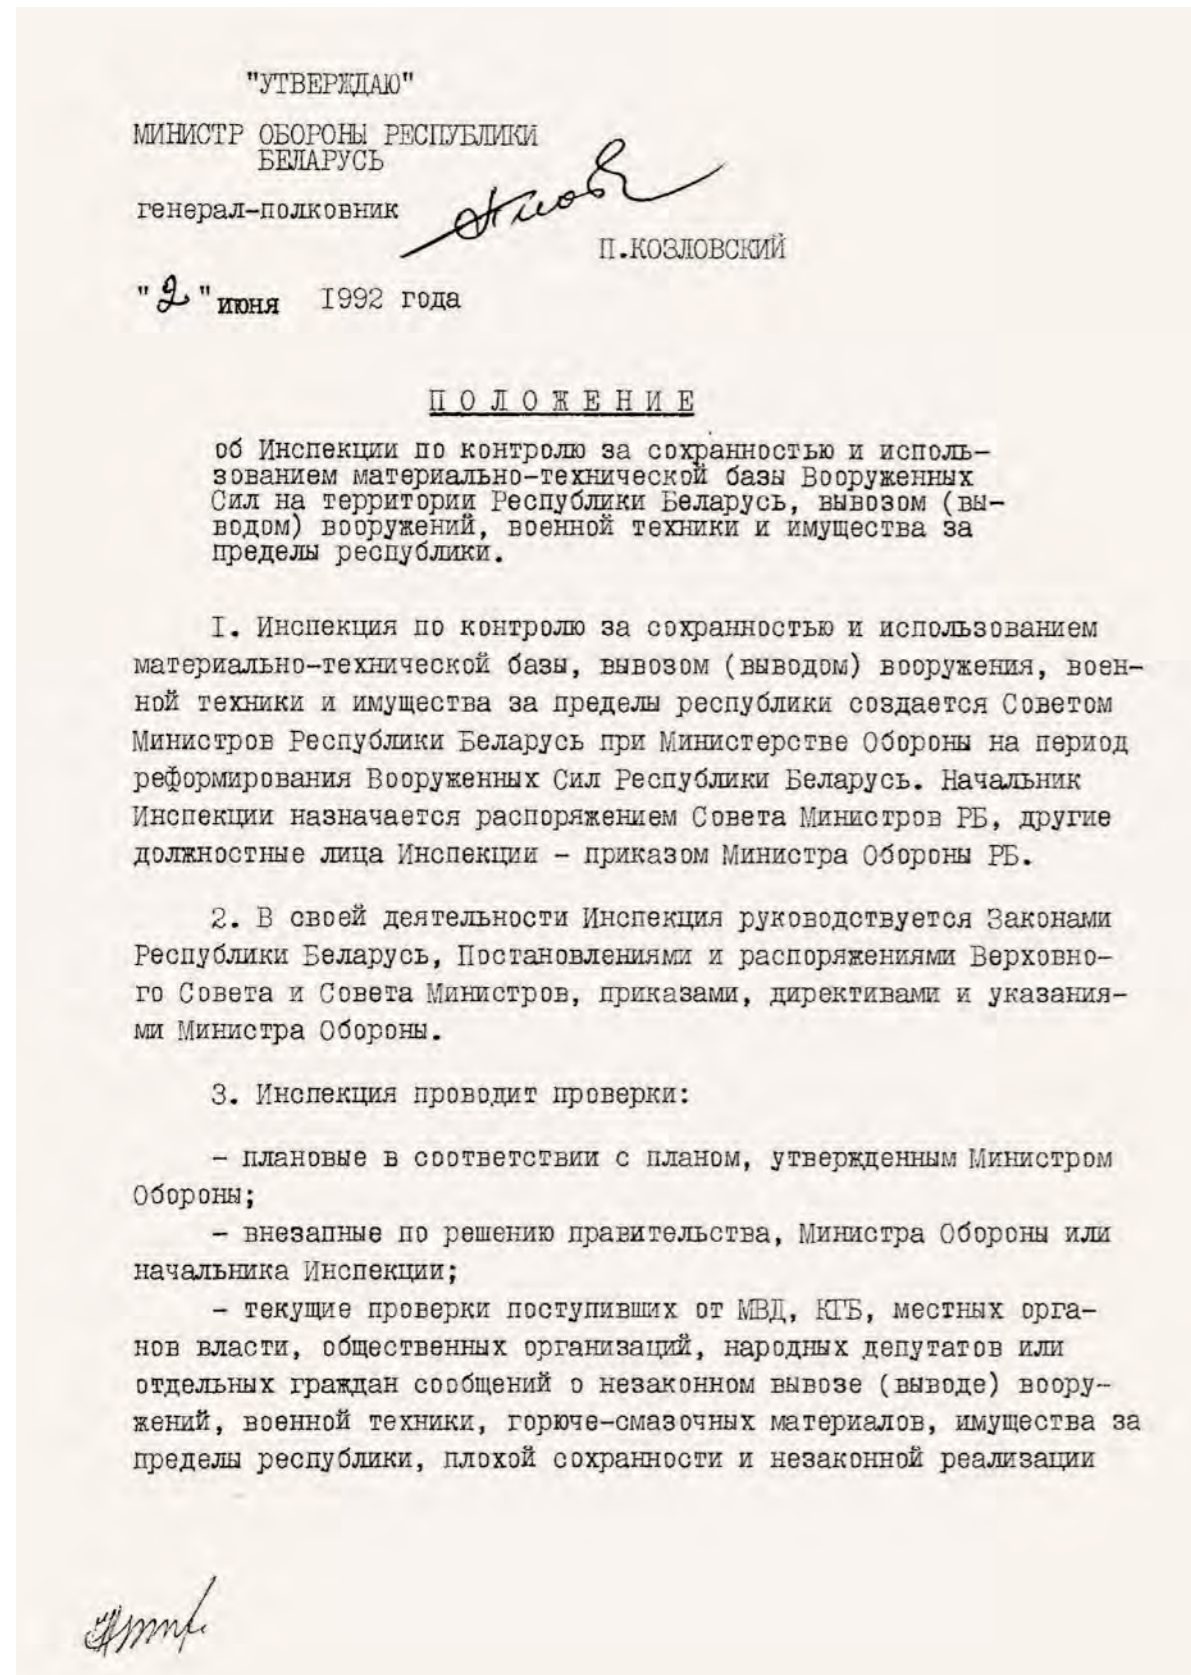 "УТВЕРЖДАЮ"
МИНИСТР ОБОРОНЫ РЕСПУБЛИКИ
БЕЛАРУСЬ
генерал-полковник
П.КОЗЛОВСКИЙ
"2" июня 1992 года
ПОЛОЖЕНИЕ
об Инспекции по контролю за сохранностью и исполь-
зованием материально-технической базы Вооруженных
Сил на территории Республики Беларусь, вывозом (вы-
водом) вооружений, военной техники и имущества за
пределы республики.
1. Инспекция по контролю за сохранностью и использованием
материально-технической базы, вывозом (выводом) вооружения, воен-
ной техники и имущества за пределы республики создается Советом
Министров Республики Беларусь при Министерстве Обороны на период
реформирования Вооруженных Сил Республики Беларусь. Начальник
Инспекции назначается распоряжением Совета Министров РБ, другие
должностные лица Инспекции - приказом Министра Обороны РБ.
2. В своей деятельности Инспекция руководствуется Законами
Республики Беларусь, Постановлениями и распоряжениями Верховно-
го Совета и Совета Министров, приказами, директивами и указания-
ми Министра Обороны.
3. Инспекция проводит проверки:
- плановые в соответствии с планом, утвержденным Министром
Обороны;
- внезапные по решению правительства, Министра Обороны или
начальника Инспекции;
- текущие проверки поступивших от МВД, КГБ, местных орга-
нов власти, общественных организаций, народных депутатов или
отдельных граждан сообщений о незаконном вывозе (выводе) воору-
жений, военной техники, горюче-смазочных материалов, имущества за
пределы республики, плохой сохранности и незаконной реализации